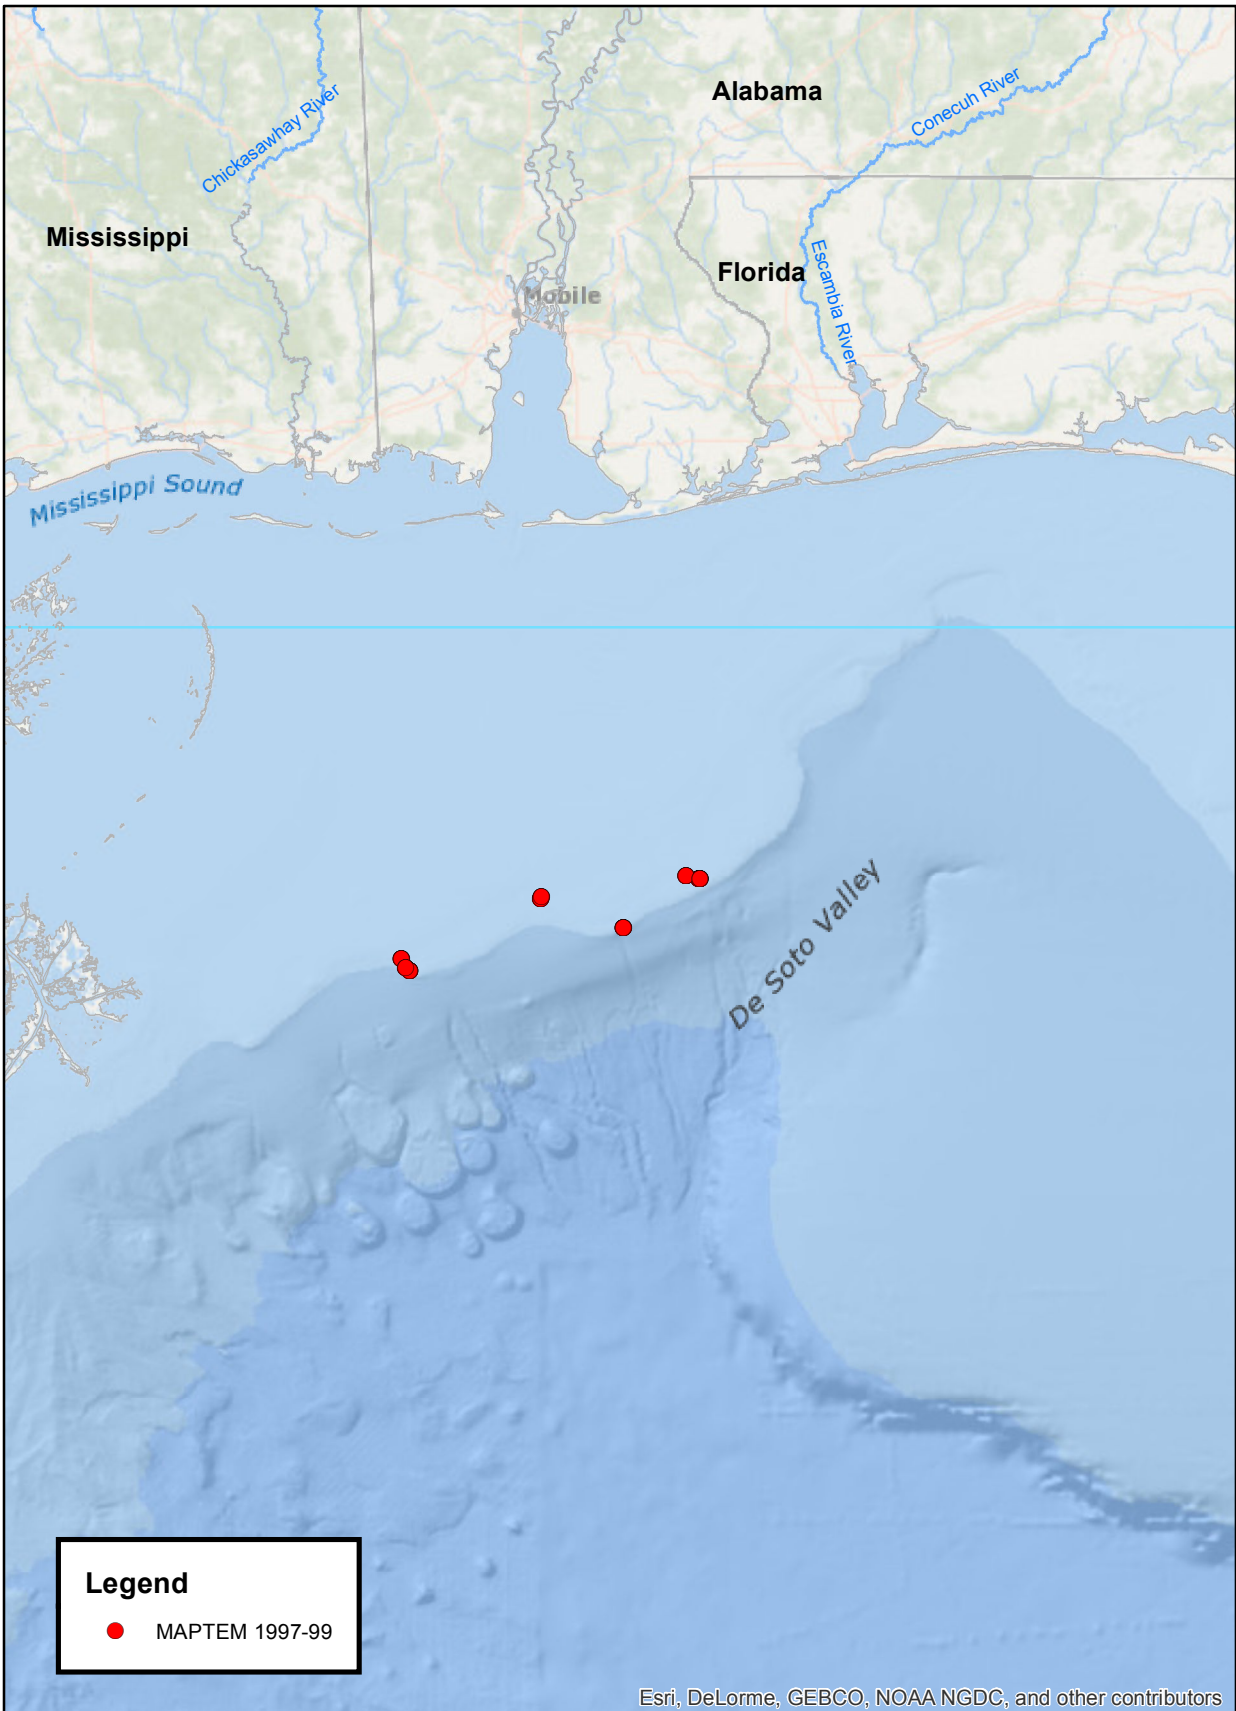 Alabama
Conecuh River
Chickasawhay River
Mississippi
Florida
Escambia River
Mobile
Mississippi Sound
De Soto Valley
Legend
MAPTEM 1997-99
Esri, DeLorme, GEBCO, NOAA NGDC, and other contributors